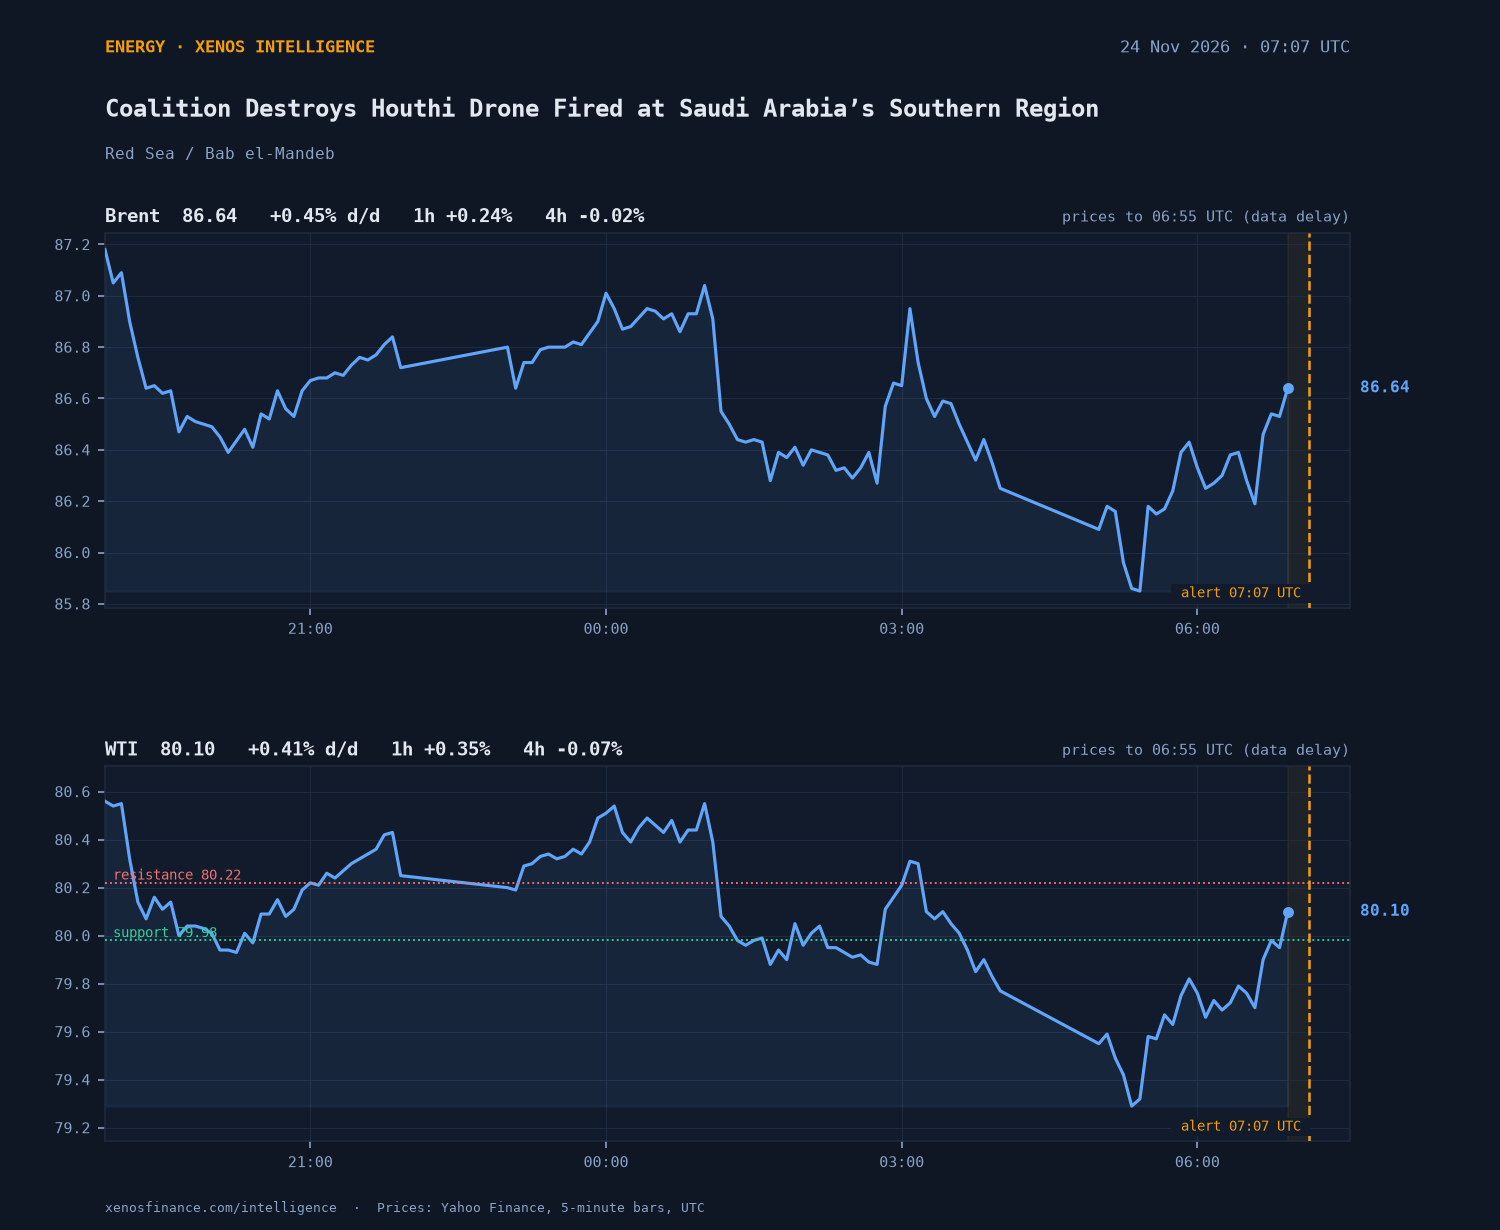 ENERGY · XENOS INTELLIGENCE
24 Nov 2026 · 07:07 UTC
Coalition Destroys Houthi Drone Fired at Saudi Arabia’s Southern Region
Red Sea / Bab el-Mandeb
Brent  86.64   +0.45% d/d   1h +0.24%   4h -0.02%
prices to 06:55 UTC (data delay)
87.2
87.0
86.8
86.6
86.4
86.2
86.0
85.8
86.64
alert 07:07 UTC
21:00
00:00
03:00
06:00
WTI  80.10   +0.41% d/d   1h +0.35%   4h -0.07%
prices to 06:55 UTC (data delay)
80.6
80.4
80.2
80.0
79.8
79.6
79.4
79.2
resistance 80.22
support 79.98
80.10
alert 07:07 UTC
21:00
00:00
03:00
06:00
xenosfinance.com/intelligence  ·  Prices: Yahoo Finance, 5-minute bars, UTC